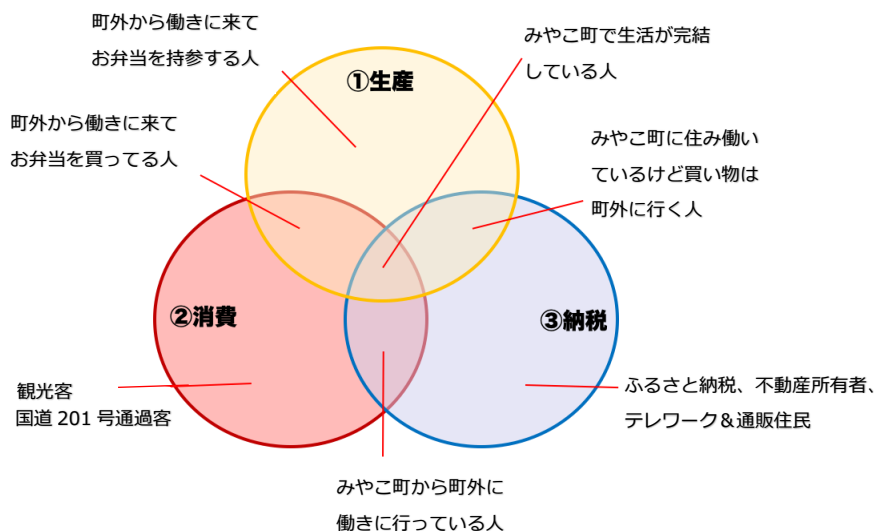 町外から働きに来て
お弁当を持参する人
みやこ町で生活が完結
している人
①生産
町外から働きに来て
お弁当を買ってる人
みやこ町に住み働い
ているけど買い物は
町外に行く人
②消費
③納税
観光客
国道 201 号通過客
ふるさと納税、不動産所有者、
テレワーク＆通販住民
みやこ町から町外に
働きに行っている人